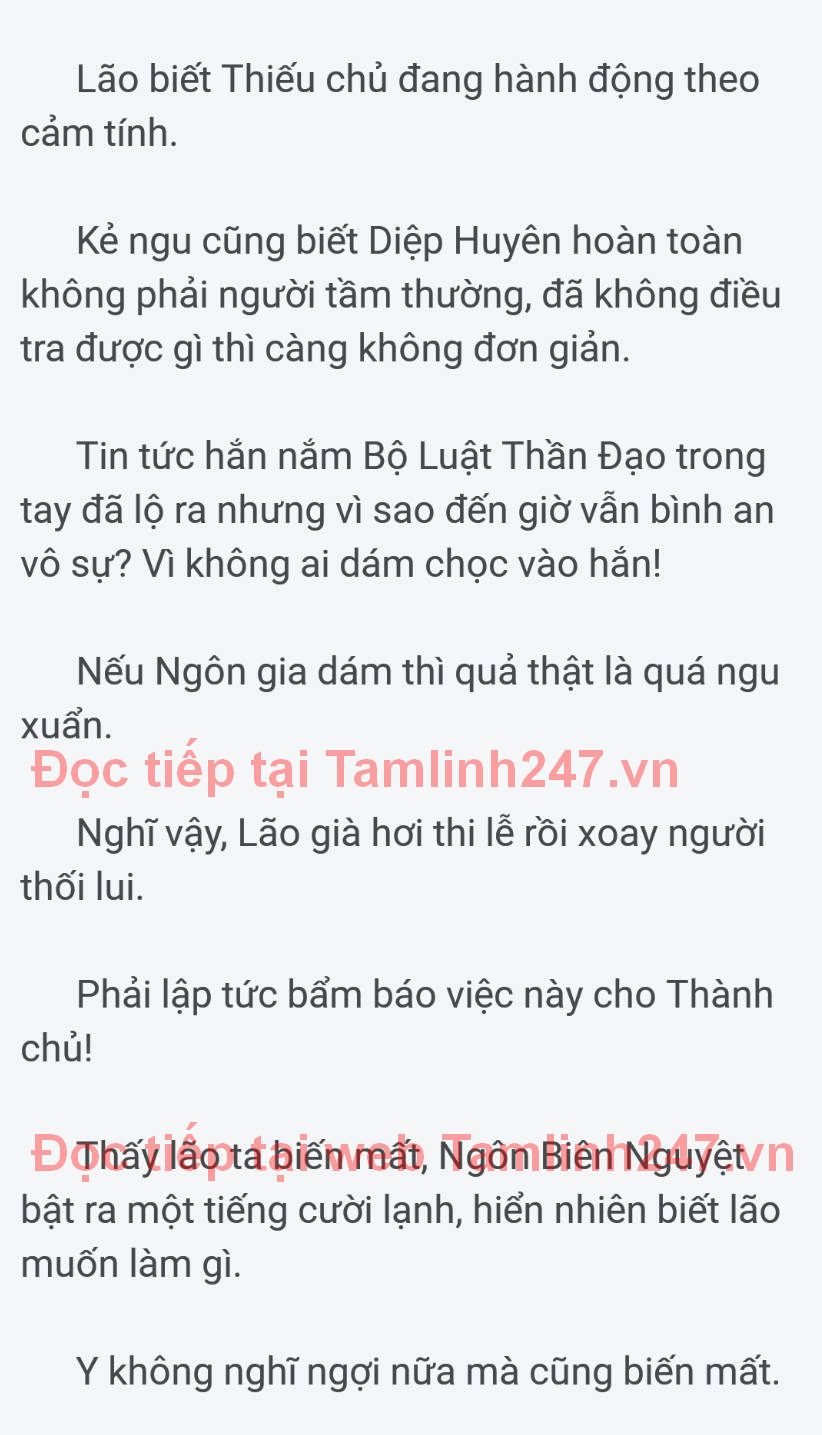 Lão biết Thiếu chủ đang hành động theo
cảm tính.
Kẻ ngu cũng biết Diệp Huyên hoàn toàn
không phải người tầm thường, đã không điều
tra được gì thì càng không đơn giản.
Tin tức hắn nắm Bộ Luật Thần Đạo trong
tay đã lộ ra nhưng vì sao đến giờ vẫn bình an
vô sự? Vì không ai dám chọc vào hắn!
Nếu Ngôn gia dám thì quả thật là quá ngu
xuẩn.
Đọc tiếp tại Tamlinh247.vn
Nghĩ vậy, Lão già hơi thi lễ rồi xoay người
thối lui.
Phải lập tức bẩm báo việc này cho Thành
chủ!
Đọc tiếp tại web Tamlinh247.vn
Thấy lão ta biến mất, Ngôn Biên Nguyệt
bật ra một tiếng cười lạnh, hiển nhiên biết lão
muốn làm gì.
Y không nghĩ ngợi nữa mà cũng biến mất.